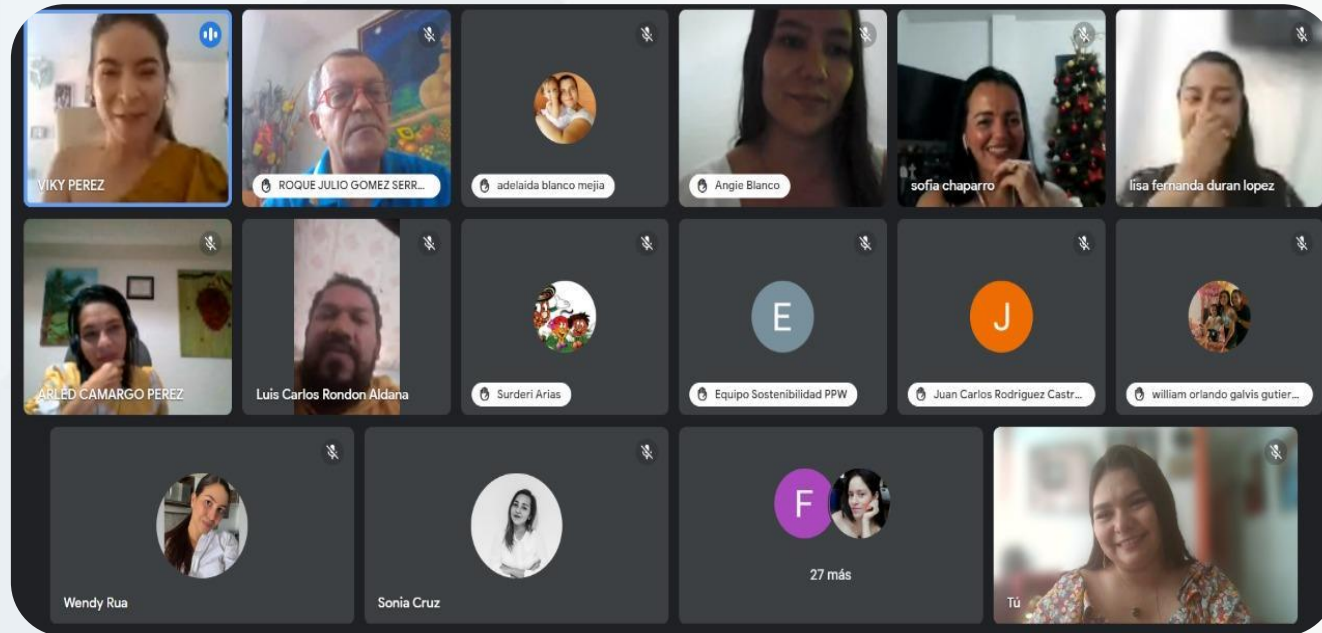 VIKY PEREZ
ROQUE JULIO GOMEZ SERR...
adelaida blanco mejia
Angie Blanco
sofia chaparro
lisa fernanda duran lopez
ARLED CAMARGO PEREZ
Luis Carlos Rondon Aldana
Surderi Arias
E
Equipo Sostenibilidad PPW
J
Juan Carlos Rodriguez Castr...
william orlando galvis gutier...
Wendy Rua
Sonia Cruz
F
27 más
Tú